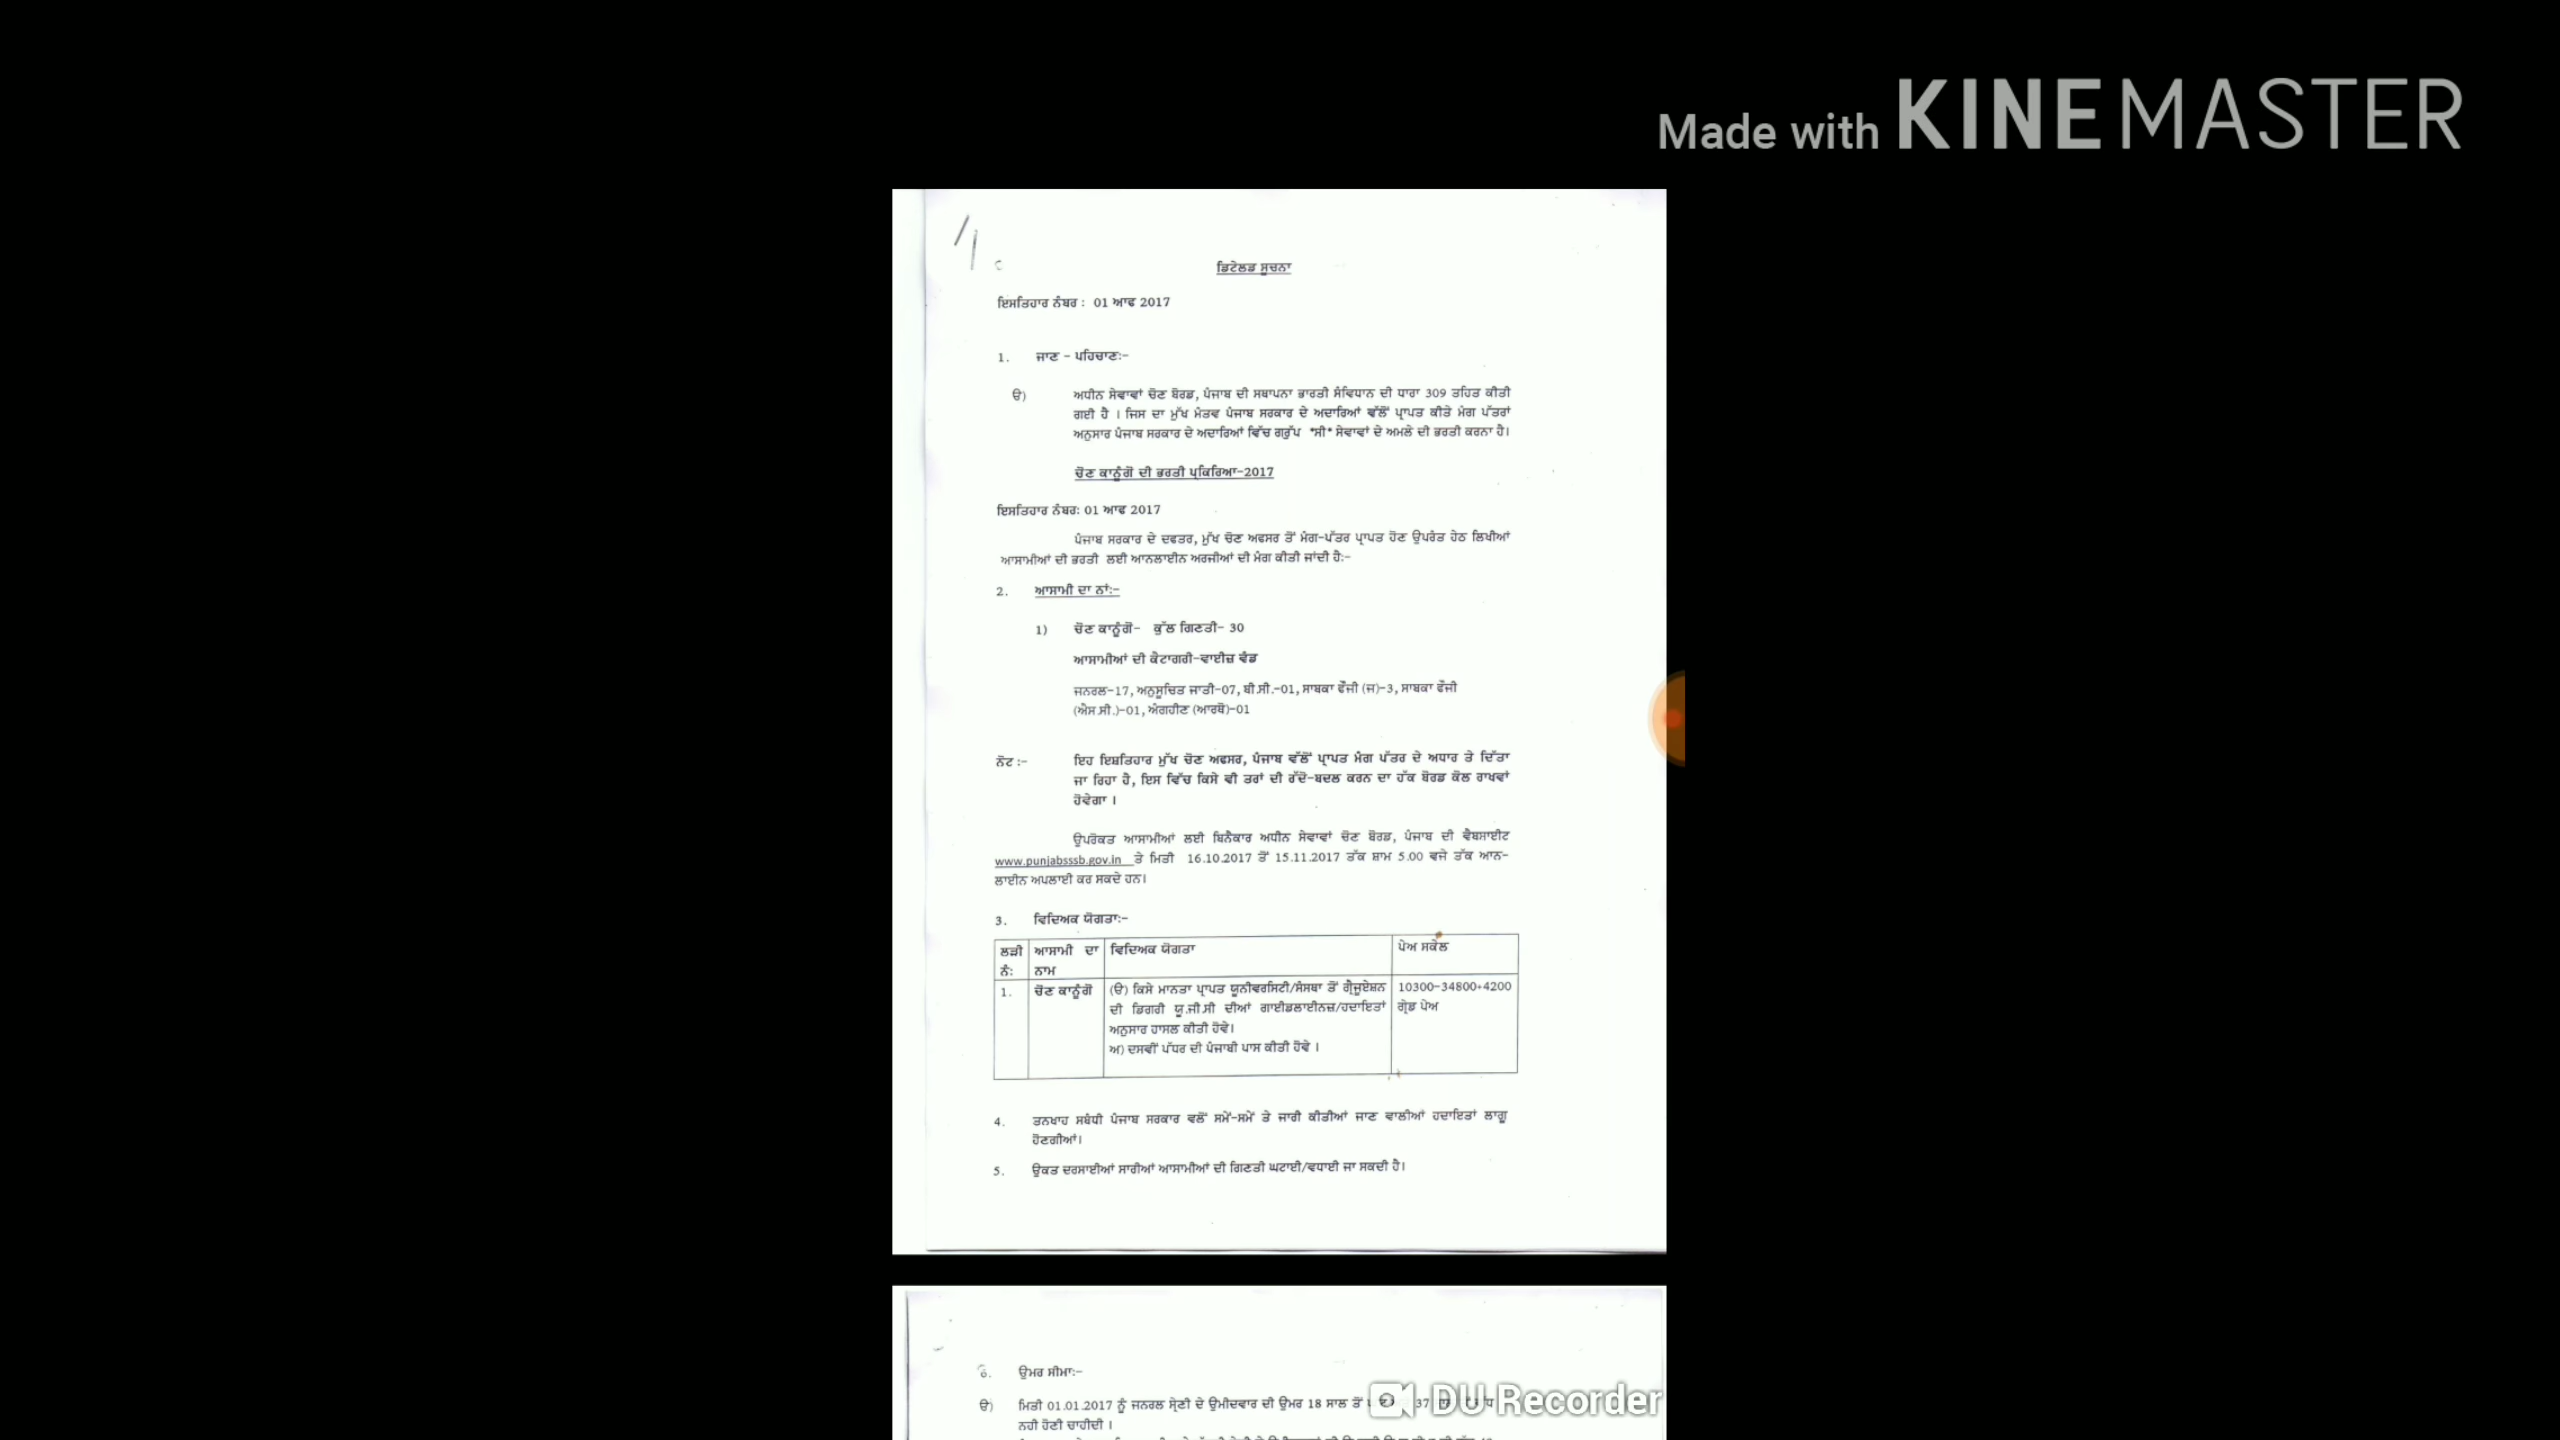 Made with KINEMASTER
ਡਿਟੇਲਡ ਸੂਚਨਾ
ਇਸਤਿਹਾਰ ਨੰਬਰ : 01 ਆਫ 2017
1. ਜਾਣ - ਪਹਿਚਾਣ:-
ੳ) ਅਧੀਨ ਸੇਵਾਵਾਂ ਚੋਣ ਬੋਰਡ, ਪੰਜਾਬ ਦੀ ਸਥਾਪਨਾ ਭਾਰਤੀ ਸੰਵਿਧਾਨ ਦੀ ਧਾਰਾ 309 ਤਹਿਤ ਕੀਤੀ
ਗਈ ਹੈ । ਜਿਸ ਦਾ ਮੁੱਖ ਮੰਤਵ ਪੰਜਾਬ ਸਰਕਾਰ ਦੇ ਅਦਾਰਿਆਂ ਵੱਲੋਂ ਪ੍ਰਾਪਤ ਕੀਤੇ ਮੰਗ ਪੱਤਰਾਂ
ਅਨੁਸਾਰ ਪੰਜਾਬ ਸਰਕਾਰ ਦੇ ਅਦਾਰਿਆਂ ਵਿੱਚ ਗਰੁੱਪ "ਸੀ" ਸੇਵਾਵਾਂ ਦੇ ਅਮਲੇ ਦੀ ਭਰਤੀ ਕਰਨਾ ਹੈ।
ਚੋਣ ਕਾਨੂੰਗੋ ਦੀ ਭਰਤੀ ਪ੍ਰਕਿਰਿਆ-2017
ਇਸਤਿਹਾਰ ਨੰਬਰ: 01 ਆਫ 2017
ਪੰਜਾਬ ਸਰਕਾਰ ਦੇ ਦਫਤਰ, ਮੁੱਖ ਚੋਣ ਅਫਸਰ ਤੋਂ ਮੰਗ-ਪੱਤਰ ਪ੍ਰਾਪਤ ਹੋਣ ਉਪਰੰਤ ਹੇਠ ਲਿਖੀਆਂ
ਆਸਾਮੀਆਂ ਦੀ ਭਰਤੀ ਲਈ ਆਨਲਾਈਨ ਅਰਜੀਆਂ ਦੀ ਮੰਗ ਕੀਤੀ ਜਾਂਦੀ ਹੈ:-
2. ਆਸਾਮੀ ਦਾ ਨਾਂ:-
1) ਚੋਣ ਕਾਨੂੰਗੋ- ਕੁੱਲ ਗਿਣਤੀ- 30
ਆਸਾਮੀਆਂ ਦੀ ਕੈਟਾਗਰੀ-ਵਾਈਜ਼ ਵੰਡ
ਜਨਰਲ-17, ਅਨੁਸੂਚਿਤ ਜਾਤੀ-07, ਬੀ.ਸੀ.-01, ਸਾਬਕਾ ਫੌਜੀ (ਜ)-3, ਸਾਬਕਾ ਫੌਜੀ
(ਐਸ.ਸੀ.)-01, ਅੰਗਹੀਣ (ਆਰਥੋ)-01
ਨੋਟ :- ਇਹ ਇਸ਼ਤਿਹਾਰ ਮੁੱਖ ਚੋਣ ਅਫਸਰ, ਪੰਜਾਬ ਵੱਲੋਂ ਪ੍ਰਾਪਤ ਮੰਗ ਪੱਤਰ ਦੇ ਅਧਾਰ ਤੇ ਦਿੱਤਾ
ਜਾ ਰਿਹਾ ਹੈ, ਇਸ ਵਿੱਚ ਕਿਸੇ ਵੀ ਤਰਾਂ ਦੀ ਰੱਦੋ-ਬਦਲ ਕਰਨ ਦਾ ਹੱਕ ਬੋਰਡ ਕੋਲ ਰਾਖਵਾਂ
ਹੋਵੇਗਾ ।
ਉਪਰੋਕਤ ਆਸਾਮੀਆਂ ਲਈ ਬਿਨੈਕਾਰ ਅਧੀਨ ਸੇਵਾਵਾਂ ਚੋਣ ਬੋਰਡ, ਪੰਜਾਬ ਦੀ ਵੈਬਸਾਈਟ
www.punjabsssb.gov.in ਤੇ ਮਿਤੀ 16.10.2017 ਤੋਂ 15.11.2017 ਤੱਕ ਸ਼ਾਮ 5.00 ਵਜੇ ਤੱਕ ਆਨ-
ਲਾਈਨ ਅਪਲਾਈ ਕਰ ਸਕਦੇ ਹਨ।
3. ਵਿਦਿਅਕ ਯੋਗਤਾ:-
ਲੜੀ ਨੰ: ਆਸਾਮੀ ਦਾ ਨਾਮ ਵਿਦਿਅਕ ਯੋਗਤਾ ਪੇਅ ਸਕੇਲ
1. ਚੋਣ ਕਾਨੂੰਗੋ (ੳ) ਕਿਸੇ ਮਾਨਤਾ ਪ੍ਰਾਪਤ ਯੂਨੀਵਰਸਿਟੀ/ਸੰਸਥਾ ਤੋਂ ਗ੍ਰੈਜੂਏਸ਼ਨ 10300-34800+4200
ਦੀ ਡਿਗਰੀ ਯੂ.ਜੀ.ਸੀ ਦੀਆਂ ਗਾਈਡਲਾਈਨਜ਼/ਹਦਾਇਤਾਂ ਗ੍ਰੇਡ ਪੇਅ
ਅਨੁਸਾਰ ਹਾਸਲ ਕੀਤੀ ਹੋਵੇ।
ਅ) ਦਸਵੀਂ ਪੱਧਰ ਦੀ ਪੰਜਾਬੀ ਪਾਸ ਕੀਤੀ ਹੋਵੇ ।
4. ਤਨਖਾਹ ਸਬੰਧੀ ਪੰਜਾਬ ਸਰਕਾਰ ਵਲੋਂ ਸਮੇਂ-ਸਮੇਂ ਤੇ ਜਾਰੀ ਕੀਤੀਆਂ ਜਾਣ ਵਾਲੀਆਂ ਹਦਾਇਤਾਂ ਲਾਗੂ
ਹੋਣਗੀਆਂ।
5. ਉਕਤ ਦਰਸਾਈਆਂ ਸਾਰੀਆਂ ਆਸਾਮੀਆਂ ਦੀ ਗਿਣਤੀ ਘਟਾਈ/ਵਧਾਈ ਜਾ ਸਕਦੀ ਹੈ।
6. ਉਮਰ ਸੀਮਾ:-
ੳ) ਮਿਤੀ 01.01.2017 ਨੂੰ ਜਨਰਲ ਸ੍ਰੇਣੀ ਦੇ ਉਮੀਦਵਾਰ ਦੀ ਉਮਰ 18 ਸਾਲ ਤੋਂ 37
ਨਹੀ ਹੋਣੀ ਚਾਹੀਦੀ ।
DU Recorder